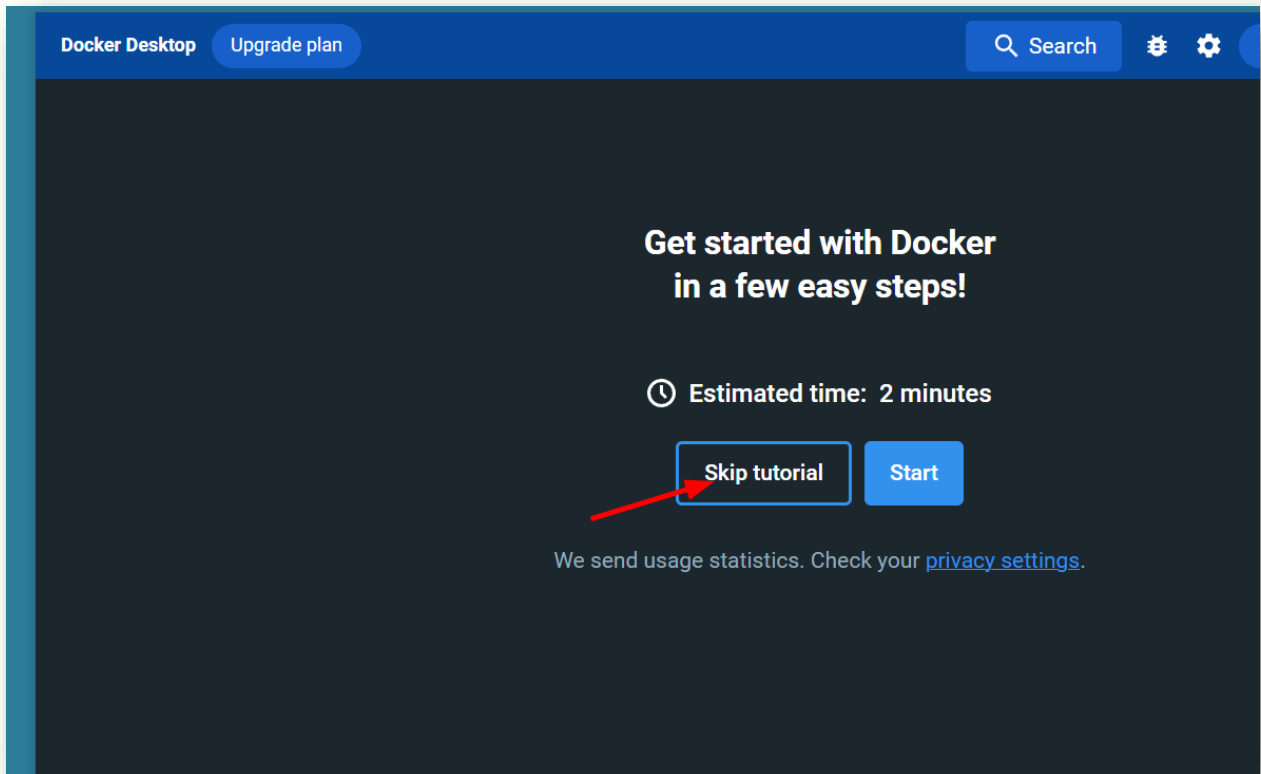 Docker Desktop Upgrade plan Search
Get started with Docker
in a few easy steps!
Estimated time: 2 minutes
Skip tutorial Start
We send usage statistics. Check your privacy settings.